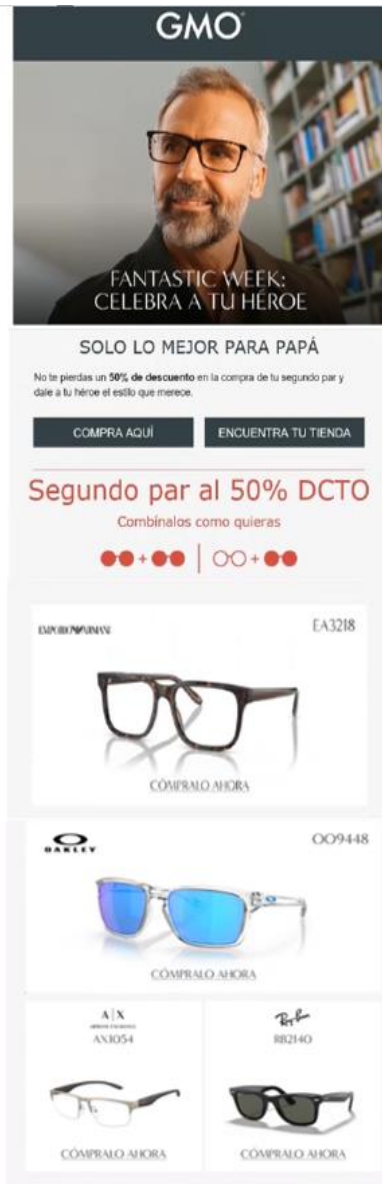 GMO
FANTASTIC WEEK:
CELEBRA A TU HÉROE
SOLO LO MEJOR PARA PAPÁ
No te pierdas un 50% de descuento en la compra de tu segundo par y
dale a tu héroe el estilo que merece.
COMPRA AQUÍ
ENCUENTRA TU TIENDA
Segundo par al 50% DCTO
Combínalos como quieras
EMPORIO ARMANI
EA3218
CÓMPRALO AHORA
OAKLEY
OO9448
CÓMPRALO AHORA
A|X
ARMANI EXCHANGE
AX1054
CÓMPRALO AHORA
Ray-Ban
RB2140
CÓMPRALO AHORA